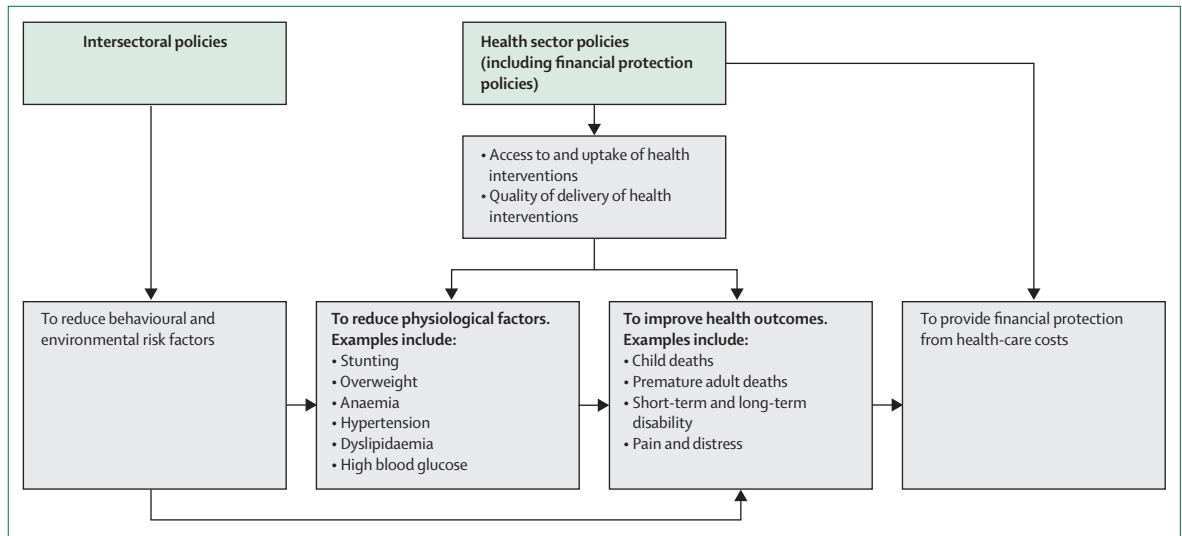 Intersectoral policies
Health sector policies
(including financial protection
policies)
• Access to and uptake of health
interventions
• Quality of delivery of health
interventions
To reduce behavioural and
environmental risk factors
To reduce physiological factors.
Examples include:
• Stunting
• Overweight
• Anaemia
• Hypertension
• Dyslipidaemia
• High blood glucose
To improve health outcomes.
Examples include:
• Child deaths
• Premature adult deaths
• Short-term and long-term
disability
• Pain and distress
To provide financial protection
from health-care costs